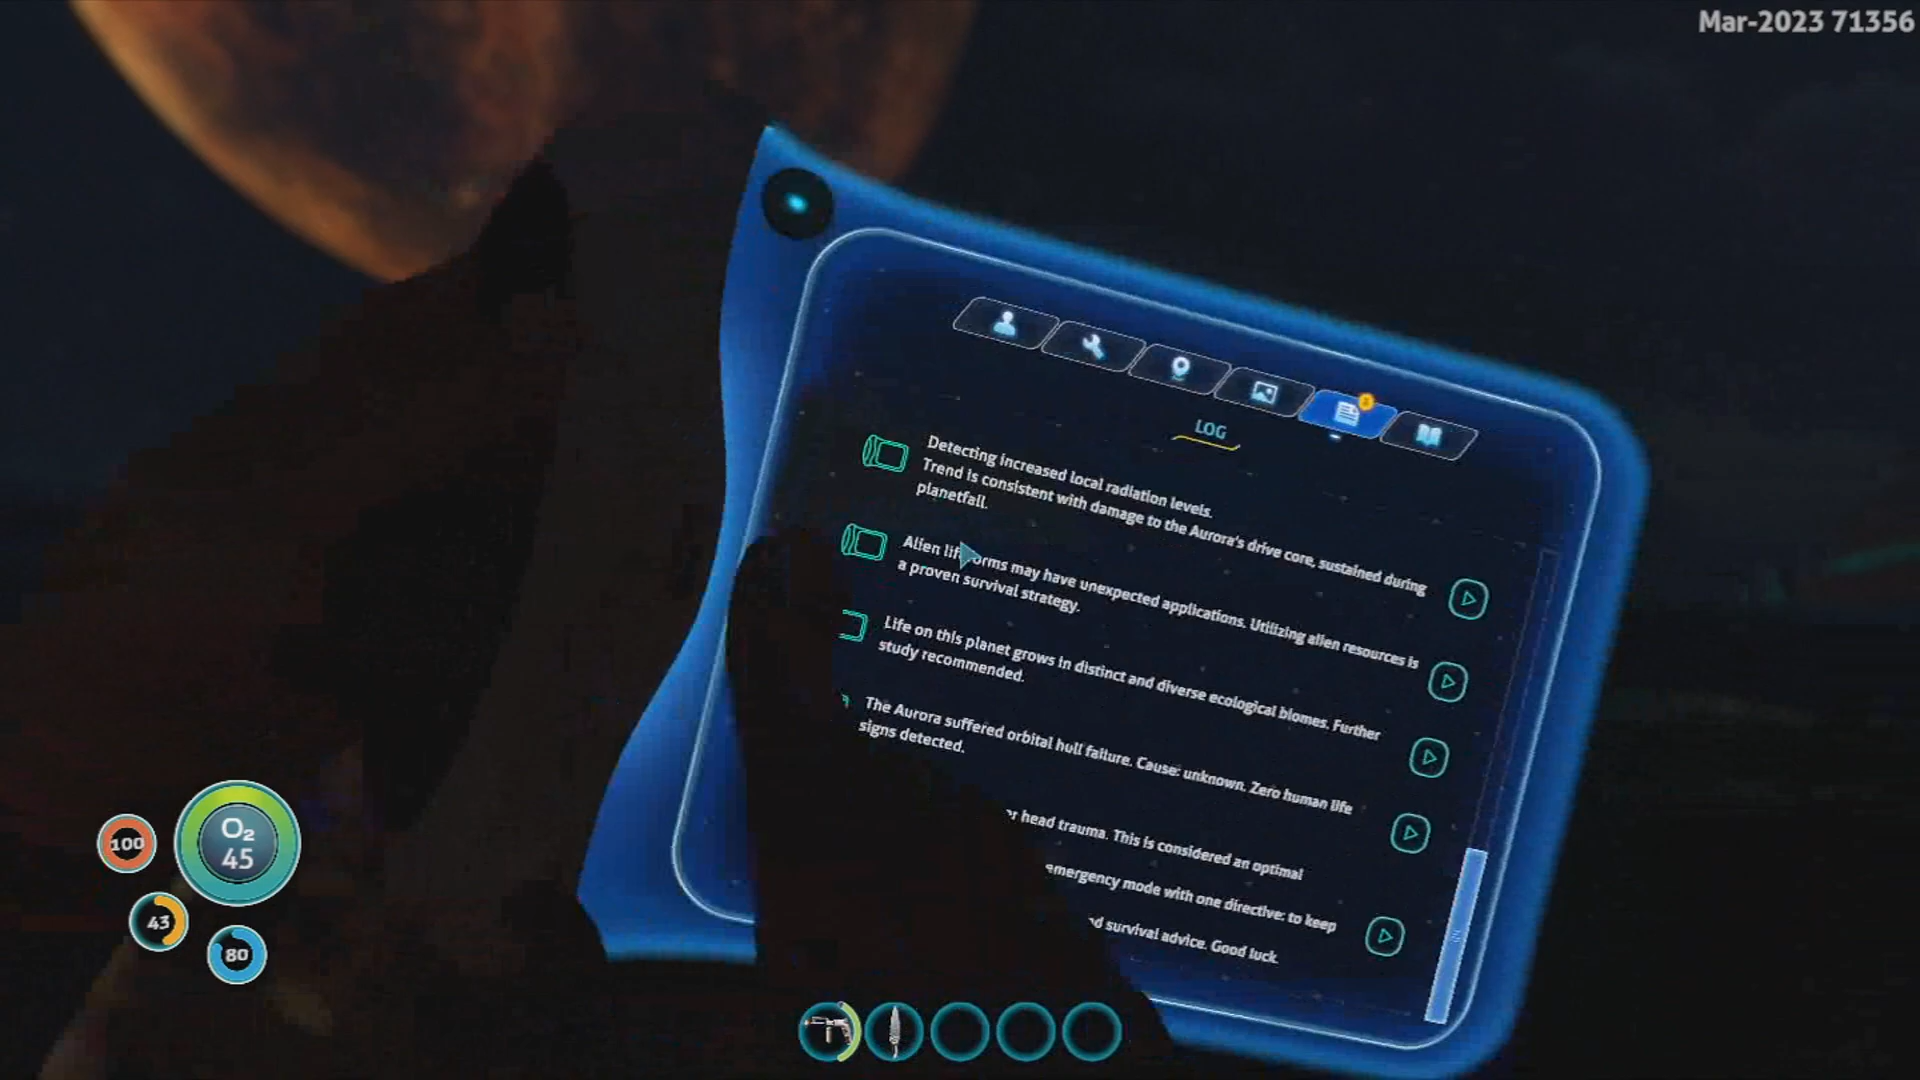 Mar-2023 71356
LOG
Detecting increased local radiation levels.
Trend is consistent with damage to the Aurora's drive core, sustained during
planetfall.
Alien lifeforms may have unexpected applications. Utilizing alien resources is
a proven survival strategy.
Life on this planet grows in distinct and diverse ecological biomes. Further
study recommended.
The Aurora suffered orbital hull failure. Cause: unknown. Zero human life
signs detected.
head trauma. This is considered an optimal
emergency mode with one directive: to keep
survival advice. Good luck.
O₂
45
100
43
80